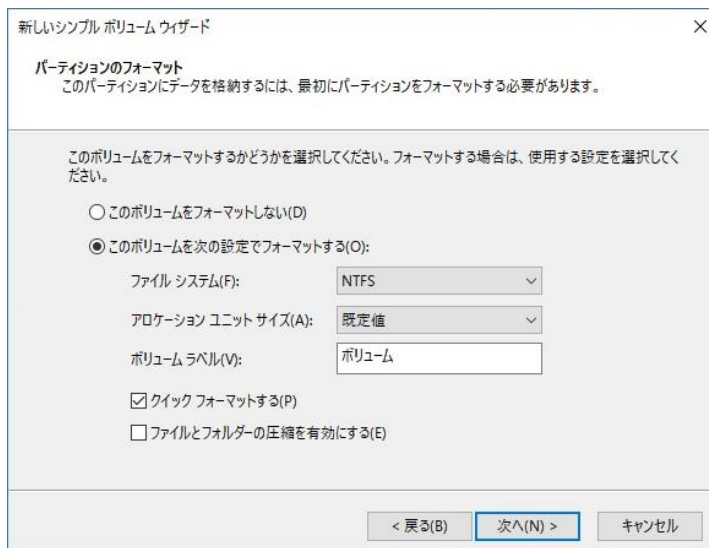 新しいシンプル ボリューム ウィザード
パーティションのフォーマット
このパーティションにデータを格納するには、最初にパーティションをフォーマットする必要があります。
このボリュームをフォーマットするかどうかを選択してください。フォーマットする場合は、使用する設定を選択してく
ださい。
このボリュームをフォーマットしない(D)
このボリュームを次の設定でフォーマットする(O):
ファイル システム(F): NTFS
アロケーション ユニット サイズ(A): 既定値
ボリューム ラベル(V): ボリューム
クイック フォーマットする(P)
ファイルとフォルダーの圧縮を有効にする(E)
< 戻る(B) 次へ(N) > キャンセル